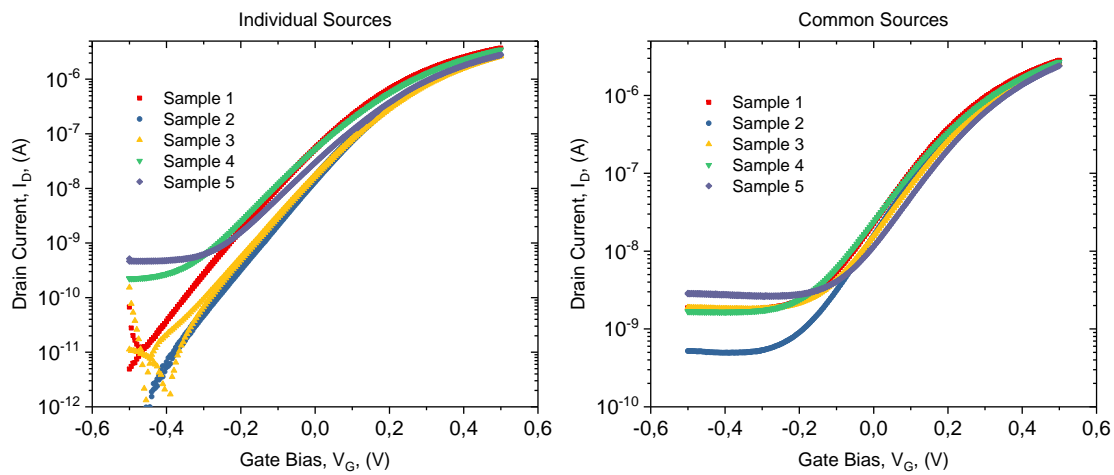 Individual Sources
Drain Current, I_D, (A)
10^-6
10^-7
10^-8
10^-9
10^-10
10^-11
10^-12
Sample 1
Sample 2
Sample 3
Sample 4
Sample 5
-0,6 -0,4 -0,2 0,0 0,2 0,4 0,6
Gate Bias, V_G, (V)
Common Sources
Drain Current, I_D, (A)
10^-6
10^-7
10^-8
10^-9
10^-10
Sample 1
Sample 2
Sample 3
Sample 4
Sample 5
-0,6 -0,4 -0,2 0,0 0,2 0,4 0,6
Gate Bias, V_G, (V)